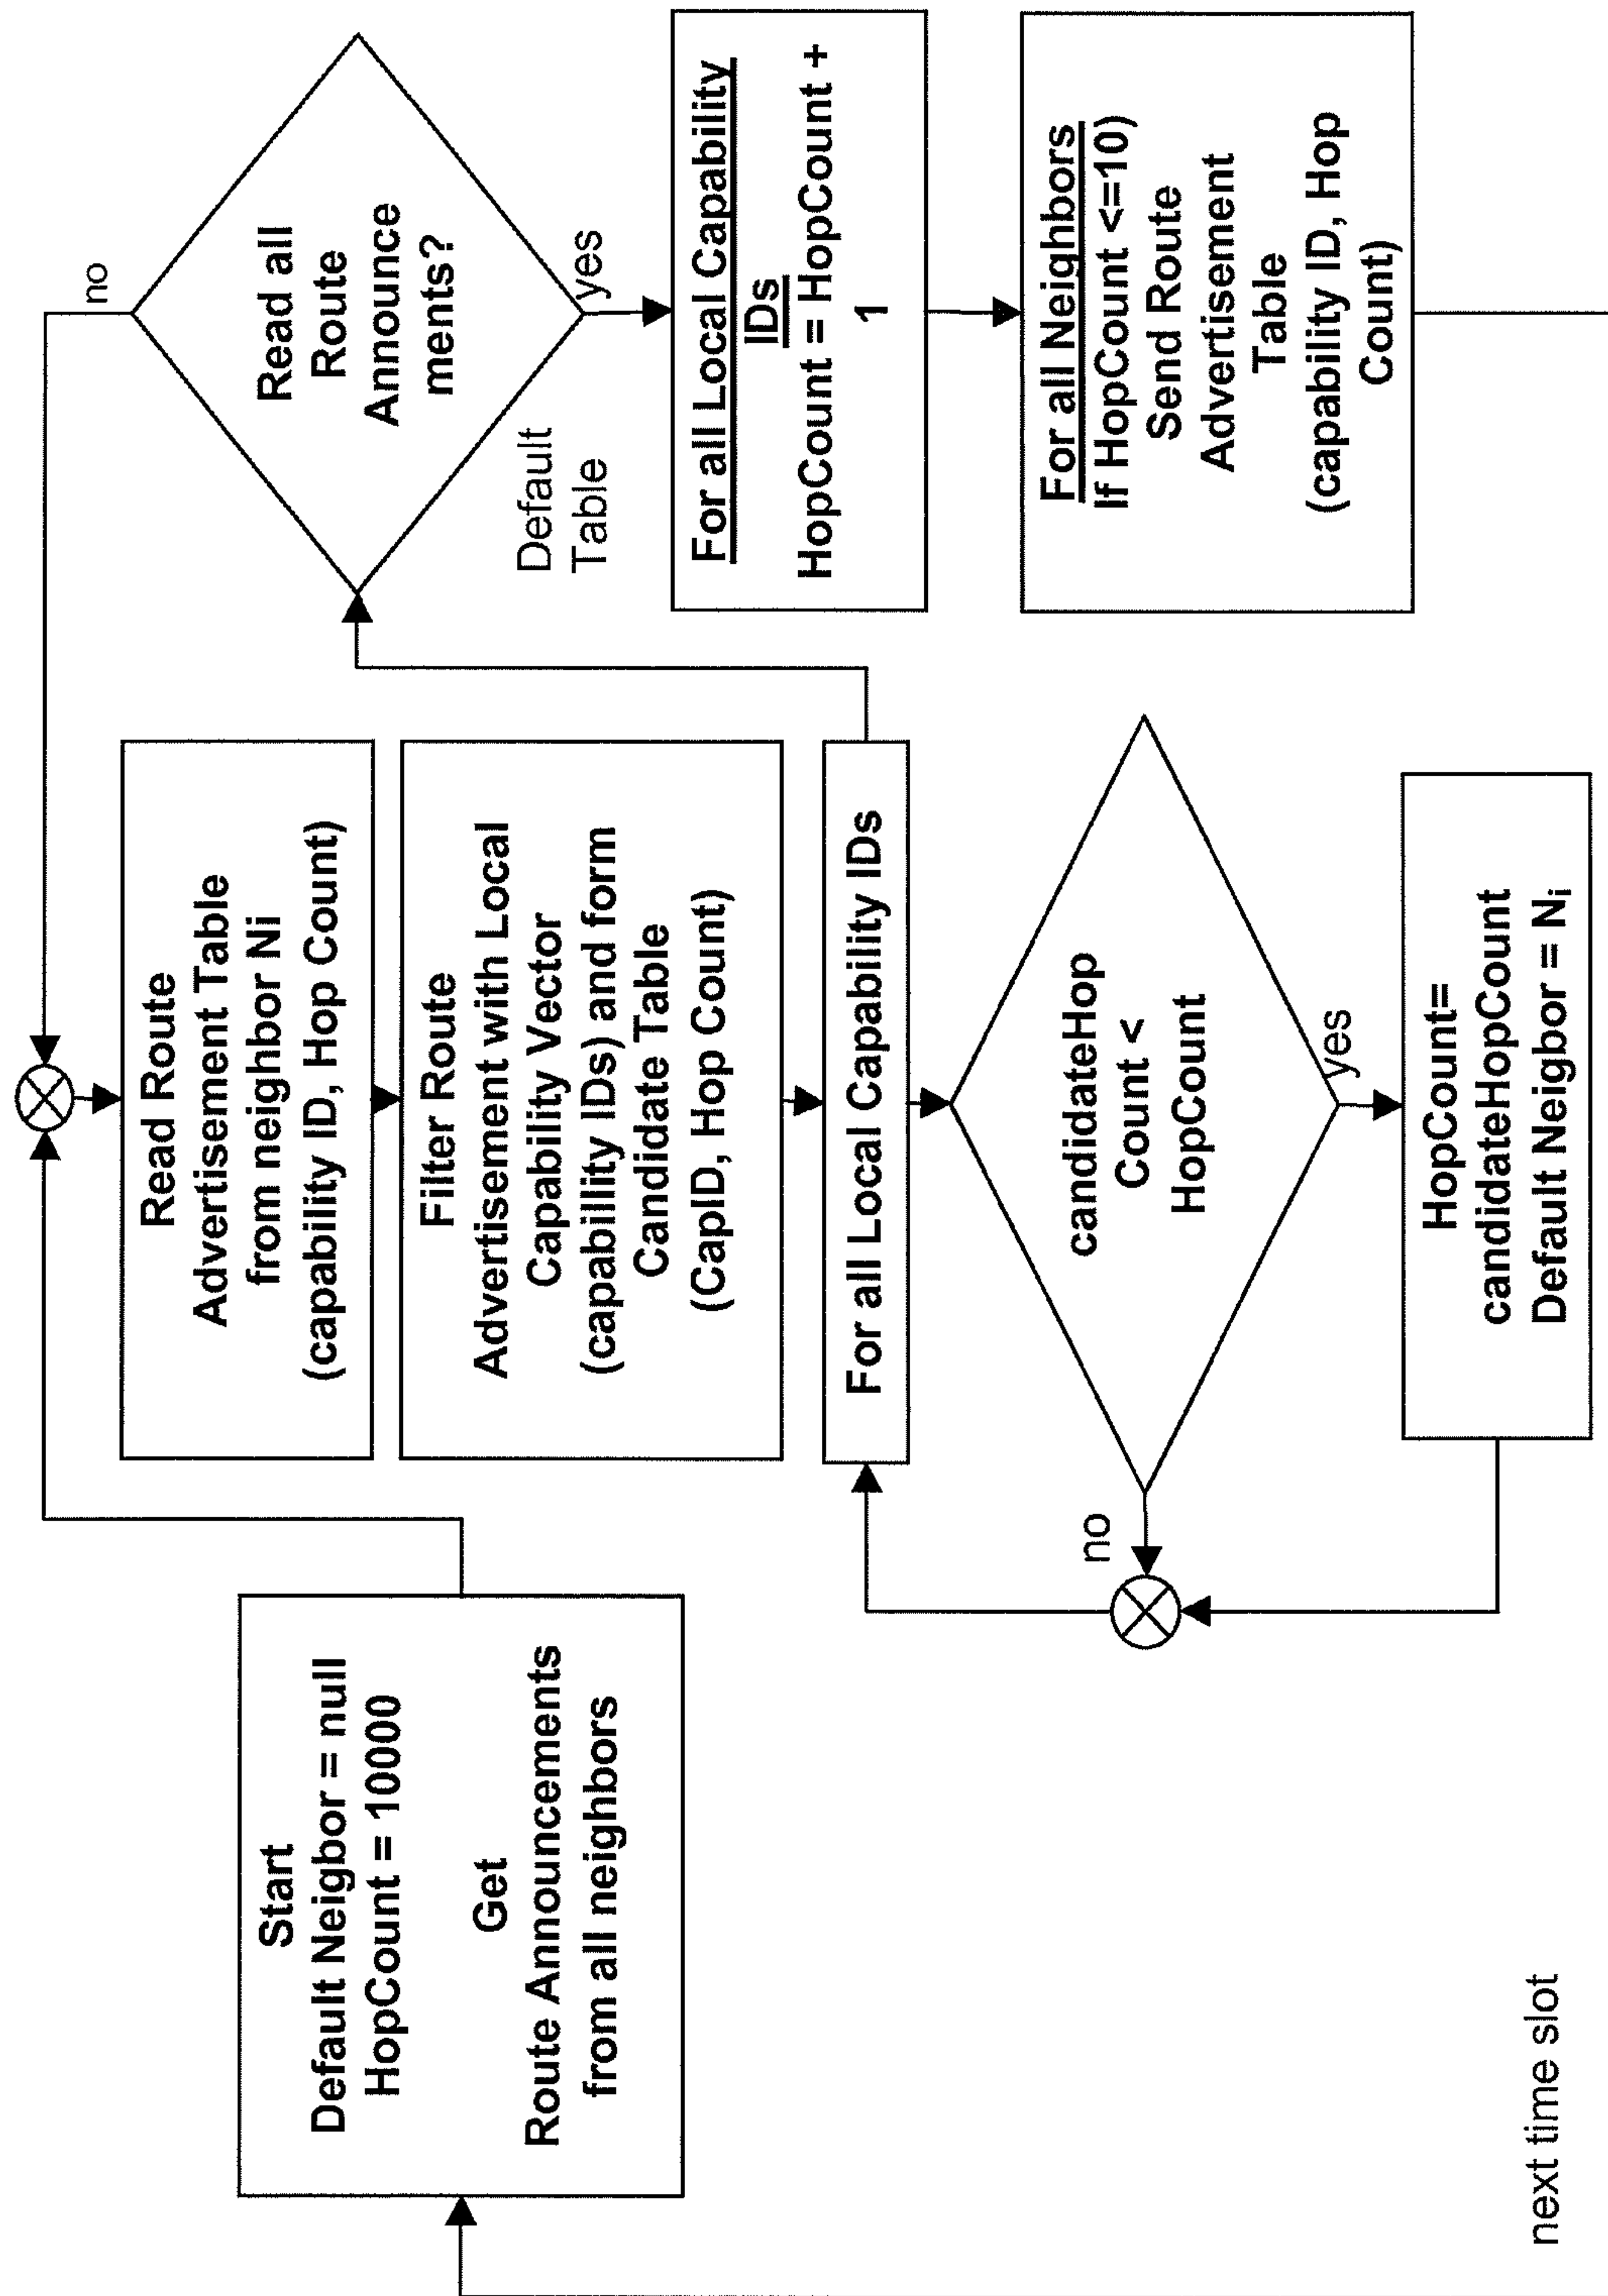 Start
Default Neigbor = null
HopCount = 10000
Get
Route Announcements
from all neighbors
Read Route
Advertisement Table
from neighbor Ni
(capability ID, Hop Count)
Filter Route
Advertisement with Local
Capability Vector
(capability IDs) and form
Candidate Table
(CapID, Hop Count)
For all Local Capability IDs
candidateHop
Count <
HopCount
no
yes
HopCount=
candidateHopCount
Default Neigbor = Ni
Read all
Route
Announce
ments?
no
yes
Default
Table
For all Local Capability
IDs
HopCount = HopCount +
1
For all Neighbors
If HopCount <=10)
Send Route
Advertisement
Table
(capability ID, Hop
Count)
next time slot